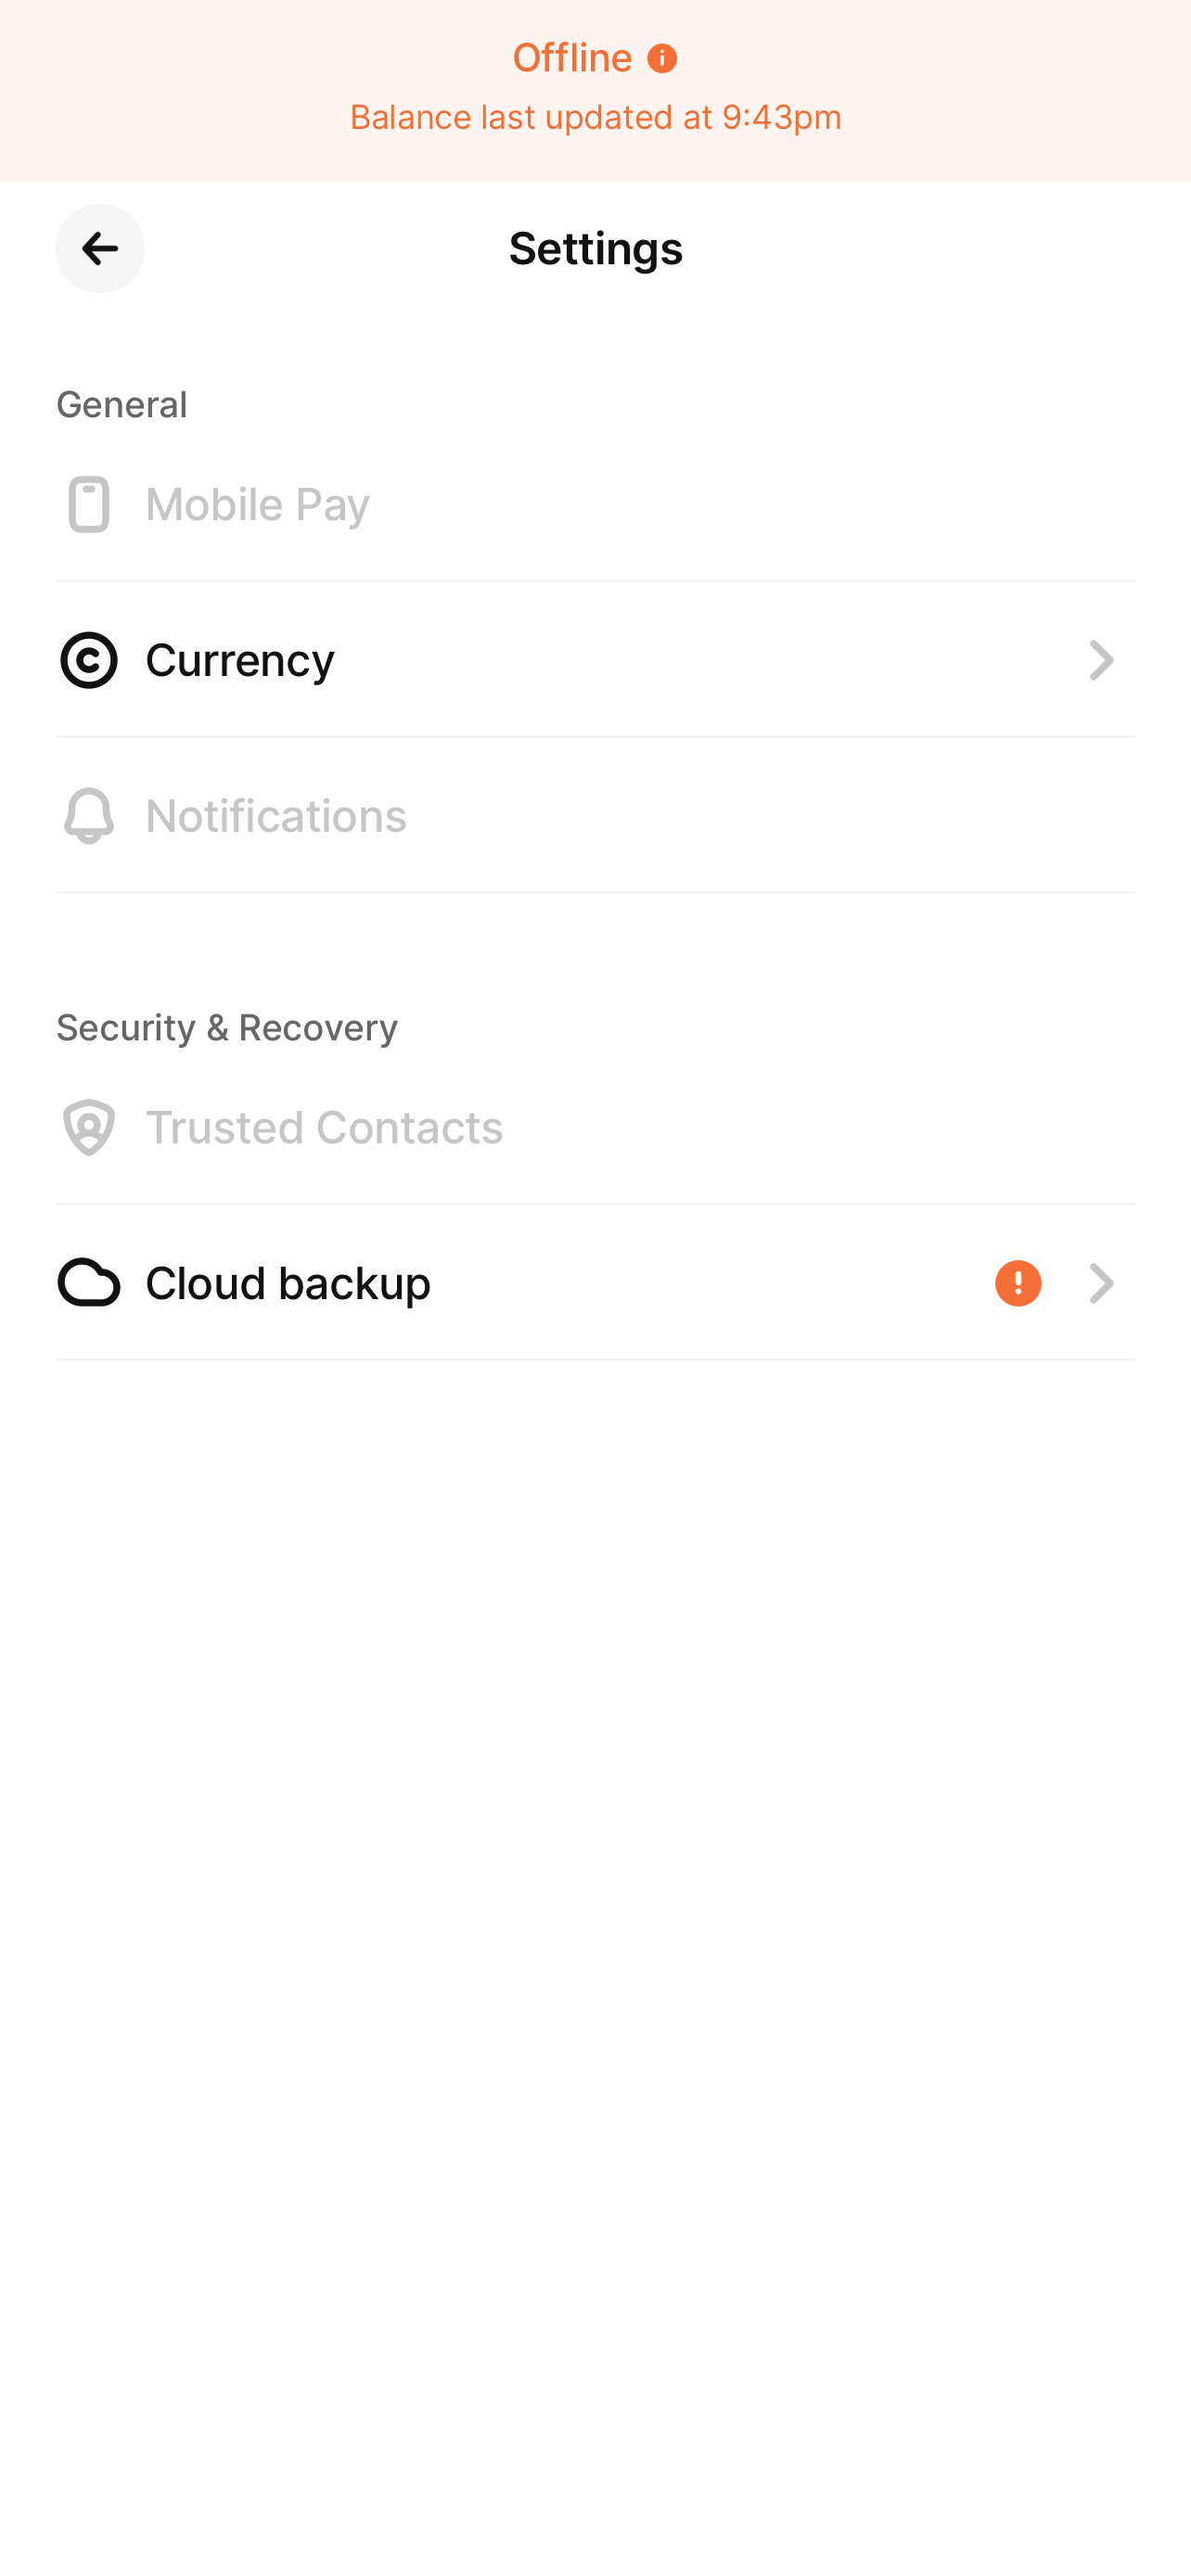 Offline
Balance last updated at 9:43pm
Settings
General
Mobile Pay
Currency
Notifications
Security & Recovery
Trusted Contacts
Cloud backup